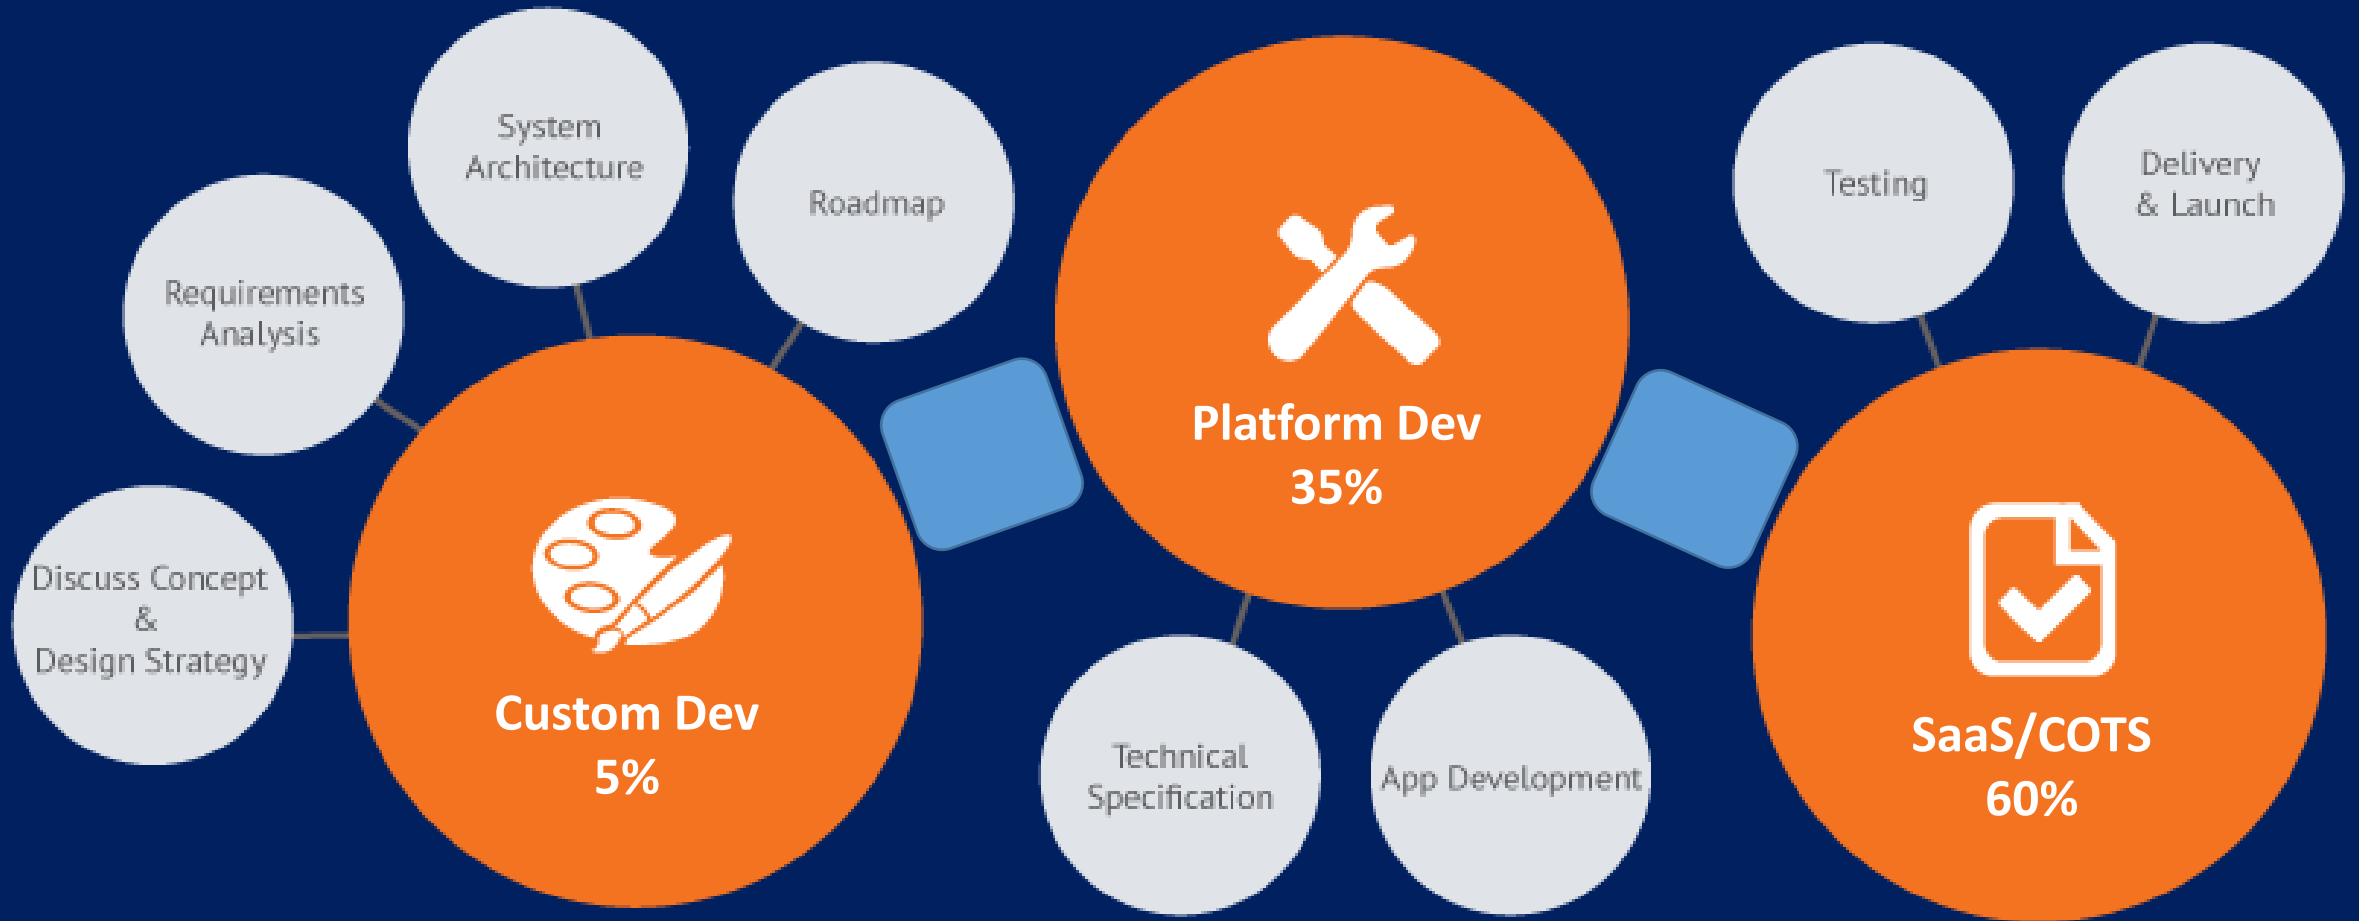 System
Architecture
Roadmap
Requirements
Analysis
Discuss Concept
&
Design Strategy
Custom Dev
5%
Platform Dev
35%
Technical
Specification
App Development
Testing
Delivery
& Launch
SaaS/COTS
60%